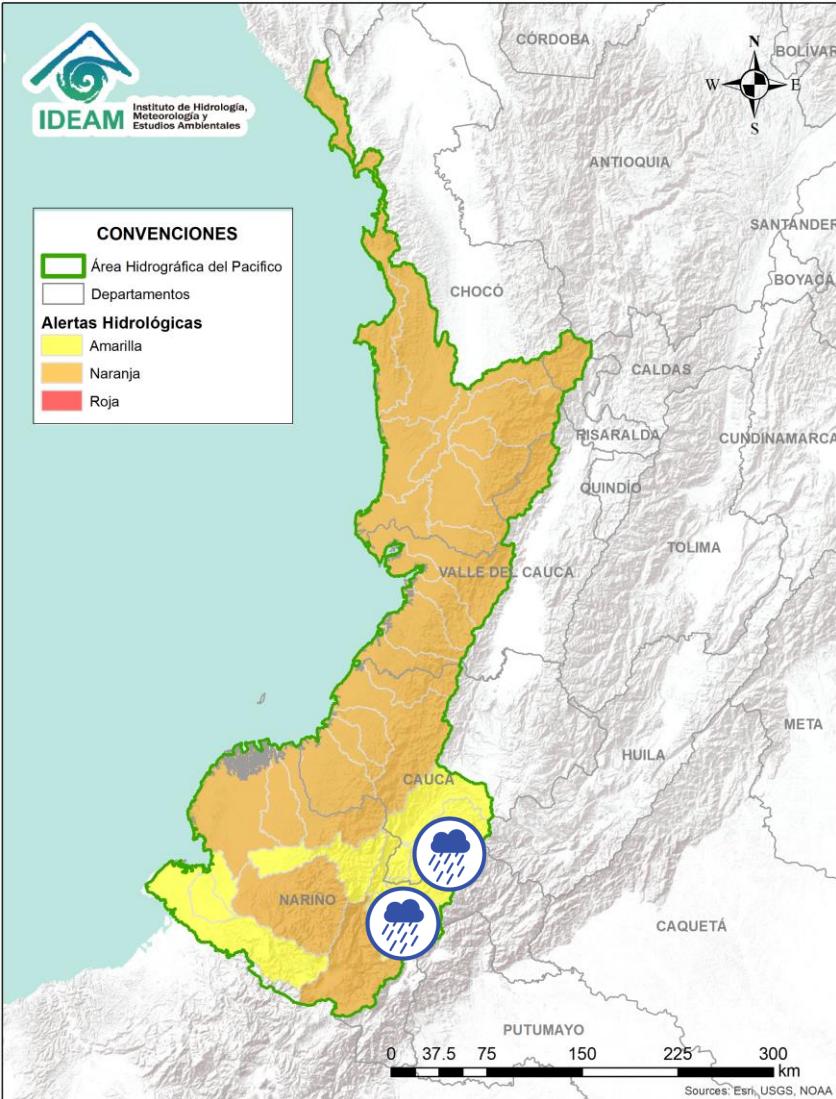 CÓRDOBA
BOLÍVAR
N
W
E
S
IDEAM
Instituto de Hidrología,
Meteorología y
Estudios Ambientales
ANTIOQUIA
SANTANDER
CONVENCIONES
Área Hidrográfica del Pacifico
Departamentos
Alertas Hidrológicas
Amarilla
Naranja
Roja
BOYACÁ
CHOCÓ
CALDAS
RISARALDA
CUNDINAMARCA
QUINDÍO
TOLIMA
VALLE DEL CAUCA
META
HUILA
CAUCA
NARIÑO
CAQUETÁ
PUTUMAYO
0 37.5 75 150 225 300
km
Sources: Esri, USGS, NOAA